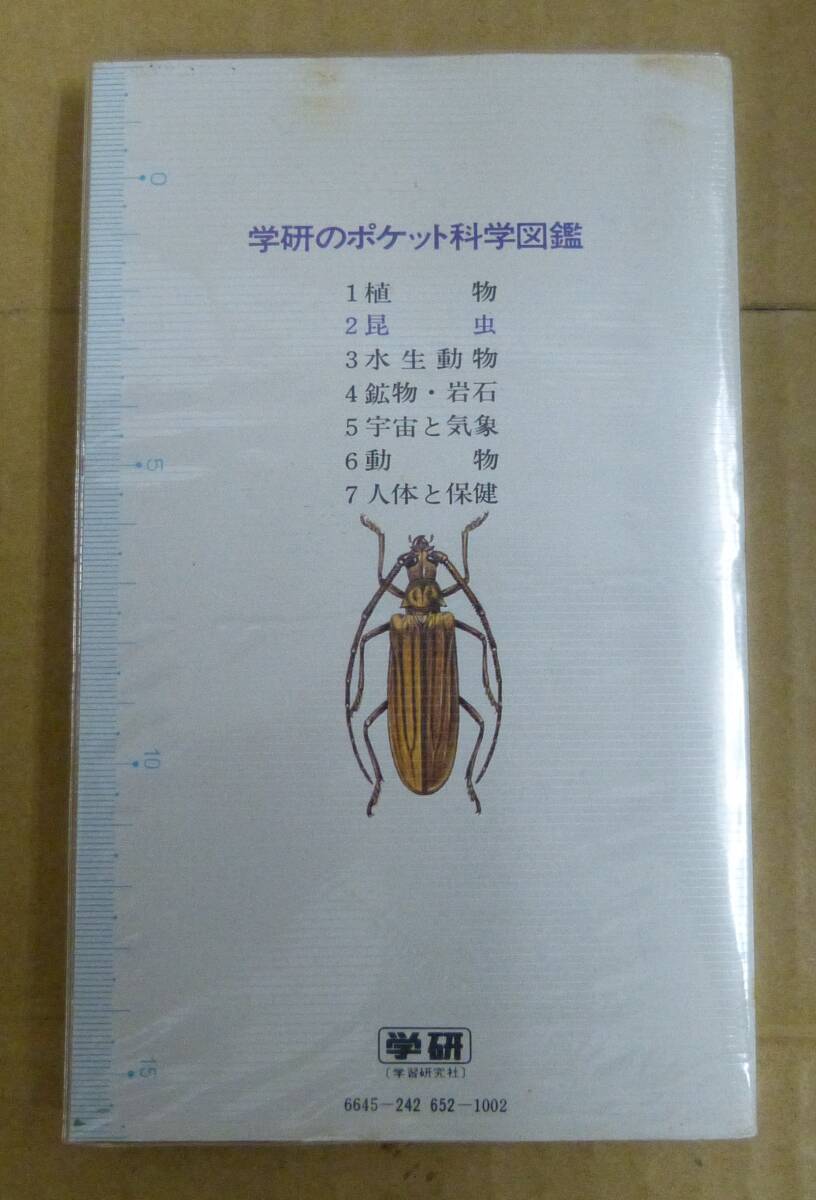 学研のポケット科学図鑑
1 植物
2 昆虫
3 水生動物
4 鉱物・岩石
5 宇宙と気象
6 動物
7 人体と保健
0
5
10
15
学研
(学習研究社)
6645-242 652-1002